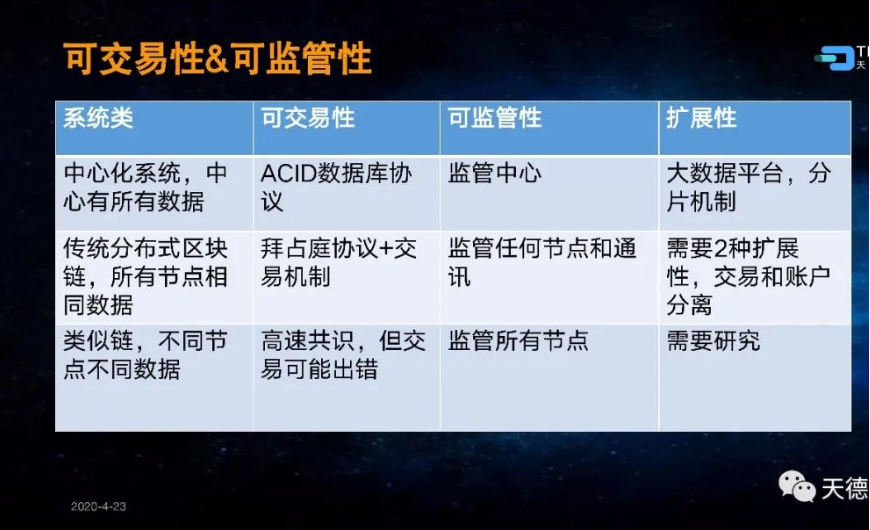 可交易性&可监管性
天
系统类 可交易性 可监管性 扩展性
中心化系统，中
心有所有数据
ACID数据库协
议
监管中心
大数据平台，分
片机制
传统分布式区块
链，所有节点相
同数据
拜占庭协议+交
易机制
监管任何节点和通
讯
需要2种扩展
性，交易和账户
分离
类似链，不同节
点不同数据
高速共识，但交
易可能出错
监管所有节点
需要研究
2020-4-23
天德